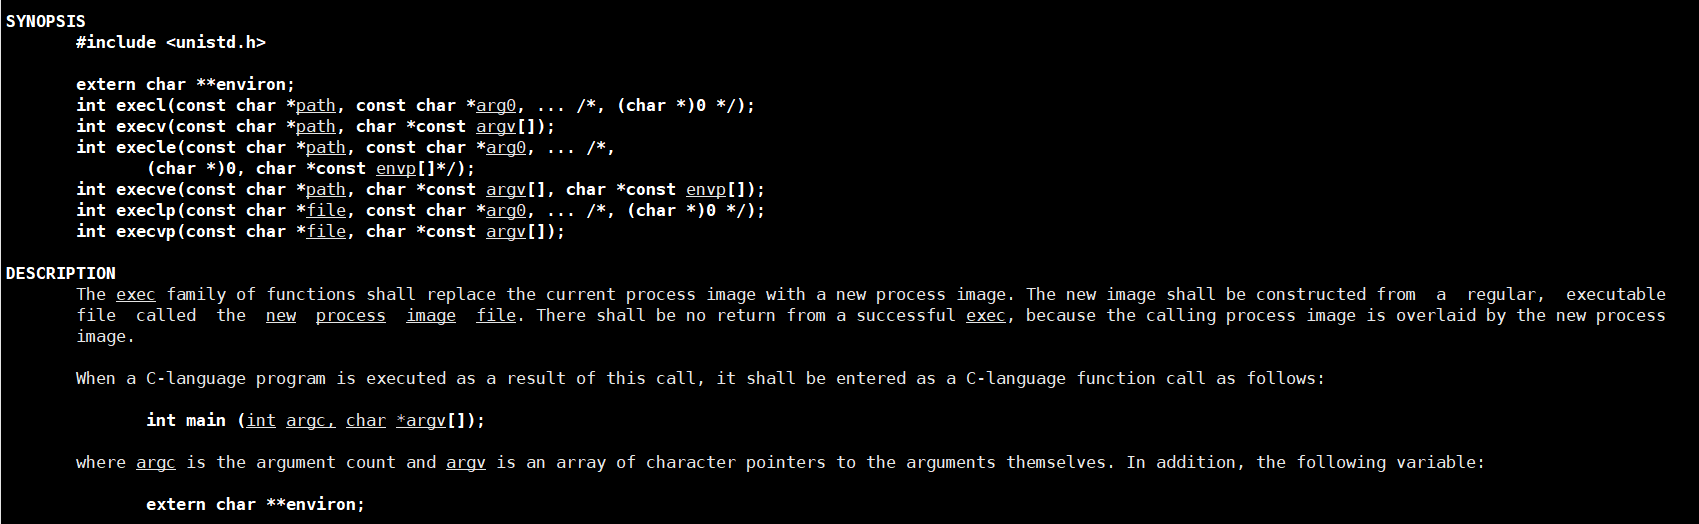 SYNOPSIS
#include <unistd.h>
extern char **environ;
int execl(const char *path, const char *arg0, ... /*, (char *)0 */);
int execv(const char *path, char *const argv[]);
int execle(const char *path, const char *arg0, ... /*,
(char *)0, char *const envp[]*/);
int execve(const char *path, char *const argv[], char *const envp[]);
int execlp(const char *file, const char *arg0, ... /*, (char *)0 */);
int execvp(const char *file, char *const argv[]);
DESCRIPTION
The exec family of functions shall replace the current process image with a new process image. The new image shall be constructed from a regular, executable
file called the new process image file. There shall be no return from a successful exec, because the calling process image is overlaid by the new process
image.
When a C-language program is executed as a result of this call, it shall be entered as a C-language function call as follows:
int main (int argc, char *argv[]);
where argc is the argument count and argv is an array of character pointers to the arguments themselves. In addition, the following variable:
extern char **environ;